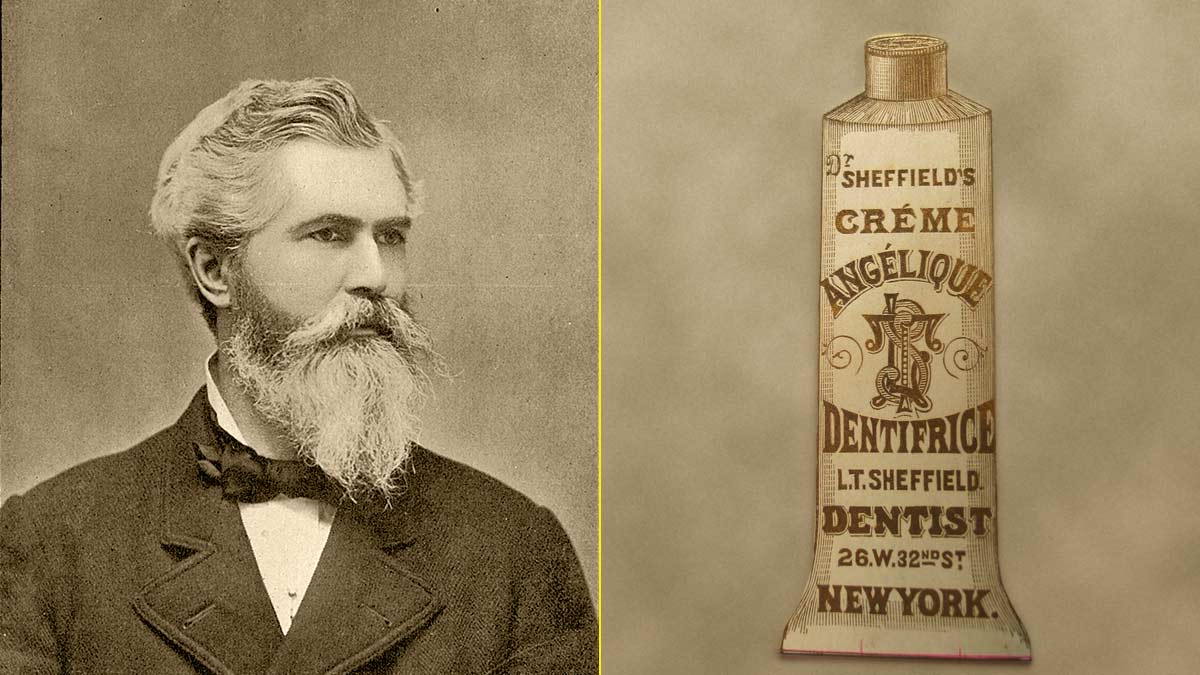 Dr
SHEFFIELD'S
CRÉME
ANGÉLIQUE
DENTIFRICE
L.T. SHEFFIELD.
DENTIST
26.W.32ND ST
NEW YORK.